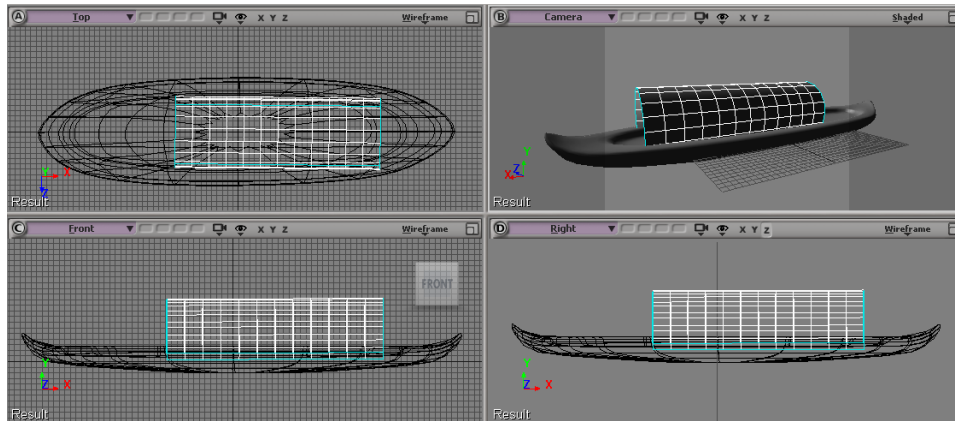 A Top X Y Z Wireframe
Y X Z
Result
B Camera X Y Z Shaded
Y Z X
Result
C Front X Y Z Wireframe
FRONT
Y Z X
Result
D Right X Y Z Wireframe
Y Z X
Result